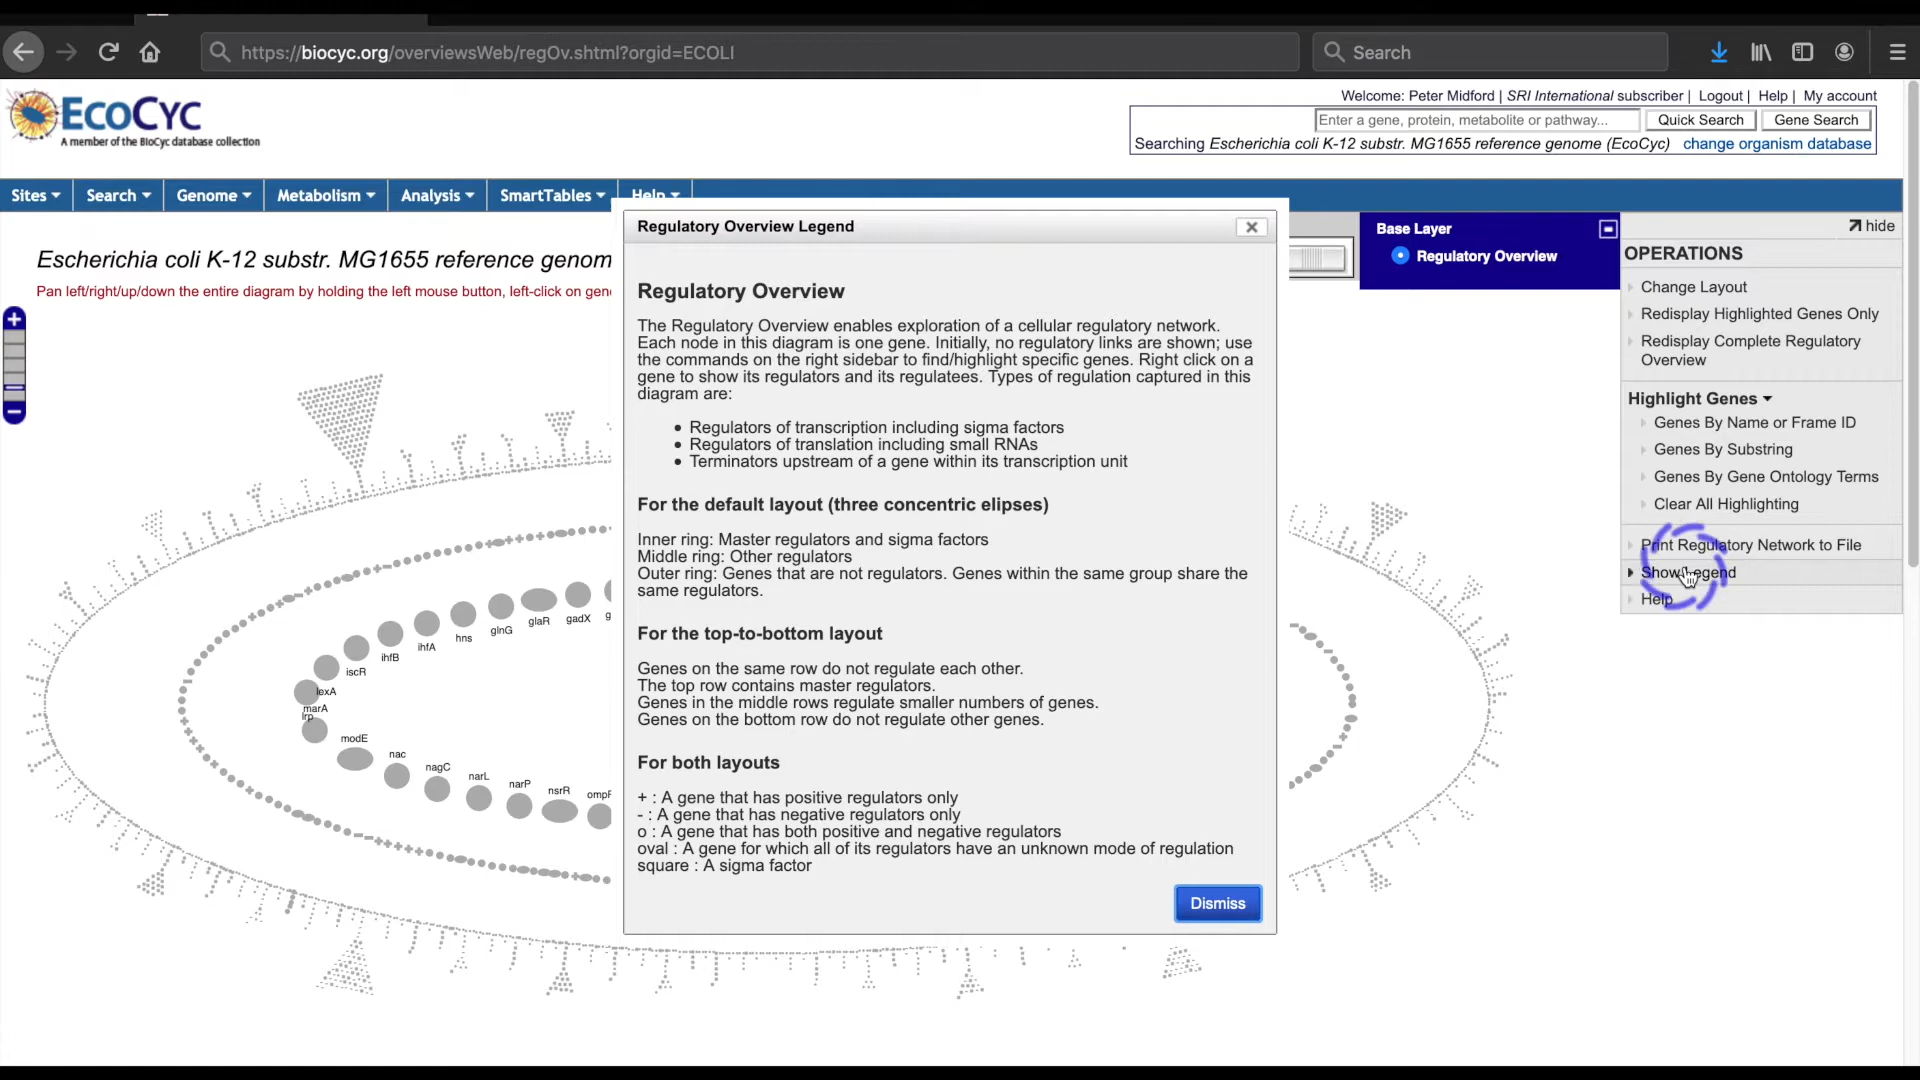 https://biocyc.org/overviewsWeb/regOv.shtml?orgid=ECOLI
Search
EcoCyc
A member of the BioCyc database collection
Welcome: Peter Midford | SRI International subscriber | Logout | Help | My account
Enter a gene, protein, metabolite or pathway...
Quick Search
Gene Search
Searching Escherichia coli K-12 substr. MG1655 reference genome (EcoCyc) change organism database
Sites
Search
Genome
Metabolism
Analysis
SmartTables
Help
Escherichia coli K-12 substr. MG1655 reference genom
Pan left/right/up/down the entire diagram by holding the left mouse button, left-click on gen
Regulatory Overview Legend
Regulatory Overview
The Regulatory Overview enables exploration of a cellular regulatory network.
Each node in this diagram is one gene. Initially, no regulatory links are shown; use
the commands on the right sidebar to find/highlight specific genes. Right click on a
gene to show its regulators and its regulatees. Types of regulation captured in this
diagram are:
• Regulators of transcription including sigma factors
• Regulators of translation including small RNAs
• Terminators upstream of a gene within its transcription unit
For the default layout (three concentric elipses)
Inner ring: Master regulators and sigma factors
Middle ring: Other regulators
Outer ring: Genes that are not regulators. Genes within the same group share the
same regulators.
For the top-to-bottom layout
Genes on the same row do not regulate each other.
The top row contains master regulators.
Genes in the middle rows regulate smaller numbers of genes.
Genes on the bottom row do not regulate other genes.
For both layouts
+ : A gene that has positive regulators only
- : A gene that has negative regulators only
o : A gene that has both positive and negative regulators
oval : A gene for which all of its regulators have an unknown mode of regulation
square : A sigma factor
Dismiss
Base Layer
Regulatory Overview
hide
OPERATIONS
Change Layout
Redisplay Highlighted Genes Only
Redisplay Complete Regulatory
Overview
Highlight Genes
Genes By Name or Frame ID
Genes By Substring
Genes By Gene Ontology Terms
Clear All Highlighting
Print Regulatory Network to File
Show Legend
Help
gadX
glaR
glnG
hns
ihfA
ihfB
iscR
lexA
marA
lrp
modE
nac
nagC
narL
narP
nsrR
ompF